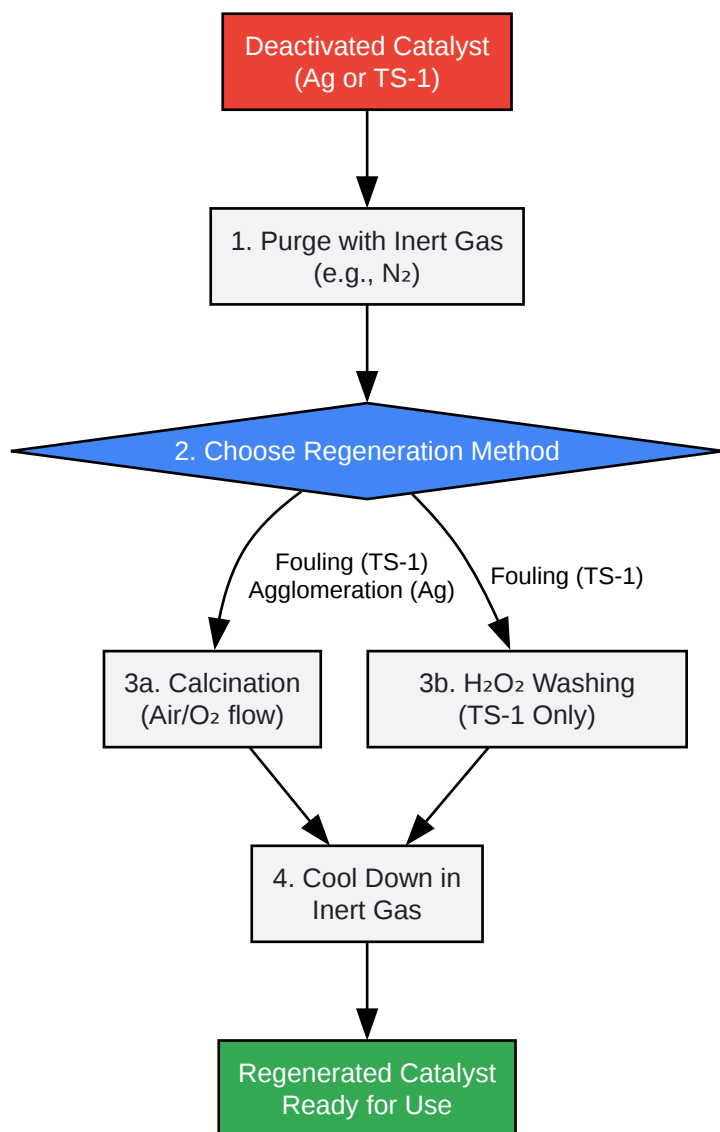 Deactivated Catalyst
(Ag or TS-1)
1. Purge with Inert Gas
(e.g., N₂)
2. Choose Regeneration Method
Fouling (TS-1)
Agglomeration (Ag)
Fouling (TS-1)
3a. Calcination
(Air/O₂ flow)
3b. H₂O₂ Washing
(TS-1 Only)
4. Cool Down in
Inert Gas
Regenerated Catalyst
Ready for Use